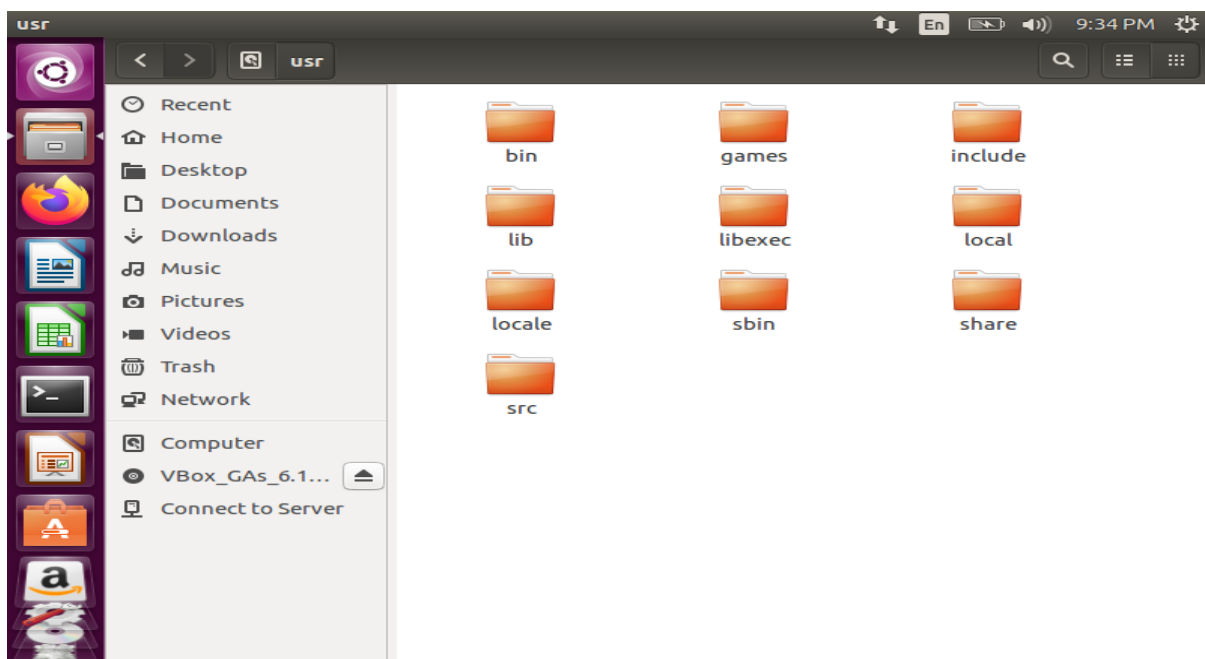 usr
En
9:34 PM
usr
Recent
Home
Desktop
Documents
Downloads
Music
Pictures
Videos
Trash
Network
Computer
VBox_GAs_6.1...
Connect to Server
bin games include
lib libexec local
locale sbin share
src
>_
A
a